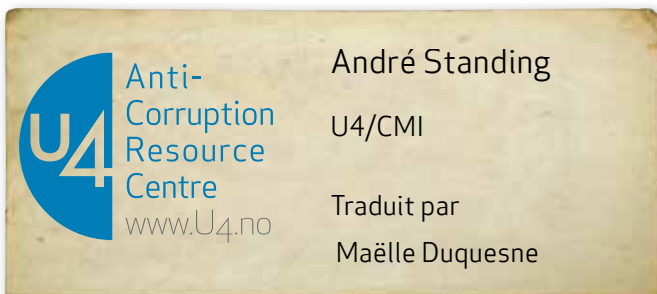 U4
Anti-
Corruption
Resource
Centre
www.U4.no
André Standing
U4/CMI
Traduit par
Maëlle Duquesne